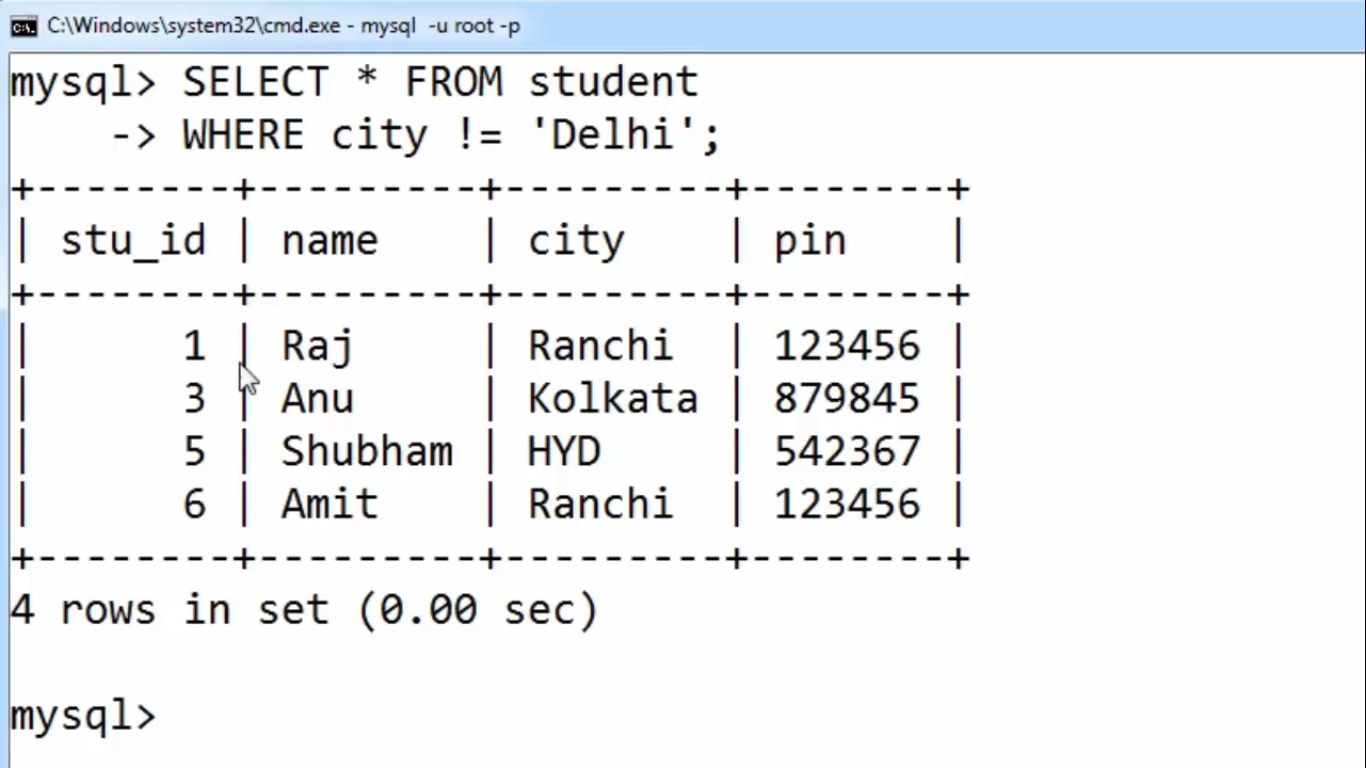 C:\Windows\system32\cmd.exe - mysql  -u root -p
mysql> SELECT * FROM student
    -> WHERE city != 'Delhi';
+--------+---------+---------+--------+
| stu_id | name    | city    | pin    |
+--------+---------+---------+--------+
|      1 | Raj     | Ranchi  | 123456 |
|      3 | Anu     | Kolkata | 879845 |
|      5 | Shubham | HYD     | 542367 |
|      6 | Amit    | Ranchi  | 123456 |
+--------+---------+---------+--------+
4 rows in set (0.00 sec)
mysql>